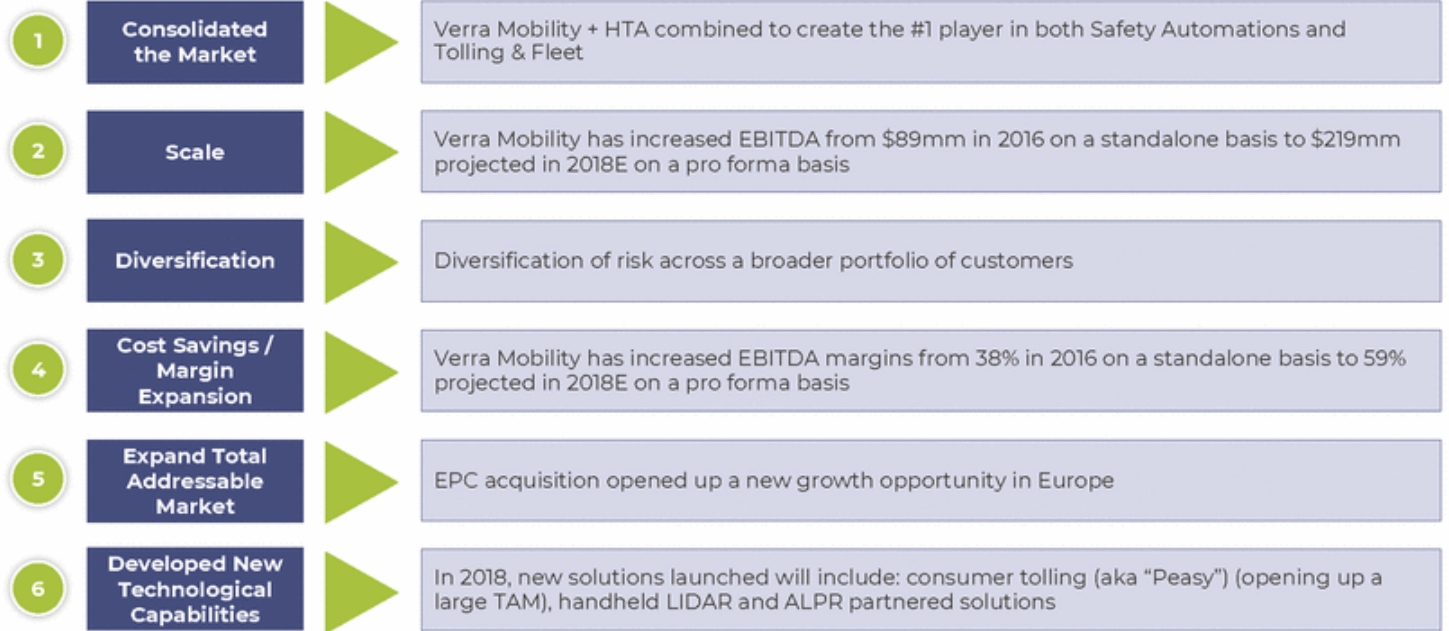 1
Consolidated
the Market
Verra Mobility + HTA combined to create the #1 player in both Safety Automations and
Tolling & Fleet
2
Scale
Verra Mobility has increased EBITDA from $89mm in 2016 on a standalone basis to $219mm
projected in 2018E on a pro forma basis
3
Diversification
Diversification of risk across a broader portfolio of customers
4
Cost Savings /
Margin
Expansion
Verra Mobility has increased EBITDA margins from 38% in 2016 on a standalone basis to 59%
projected in 2018E on a pro forma basis
5
Expand Total
Addressable
Market
EPC acquisition opened up a new growth opportunity in Europe
6
Developed New
Technological
Capabilities
In 2018, new solutions launched will include: consumer tolling (aka “Peasy”) (opening up a
large TAM), handheld LIDAR and ALPR partnered solutions